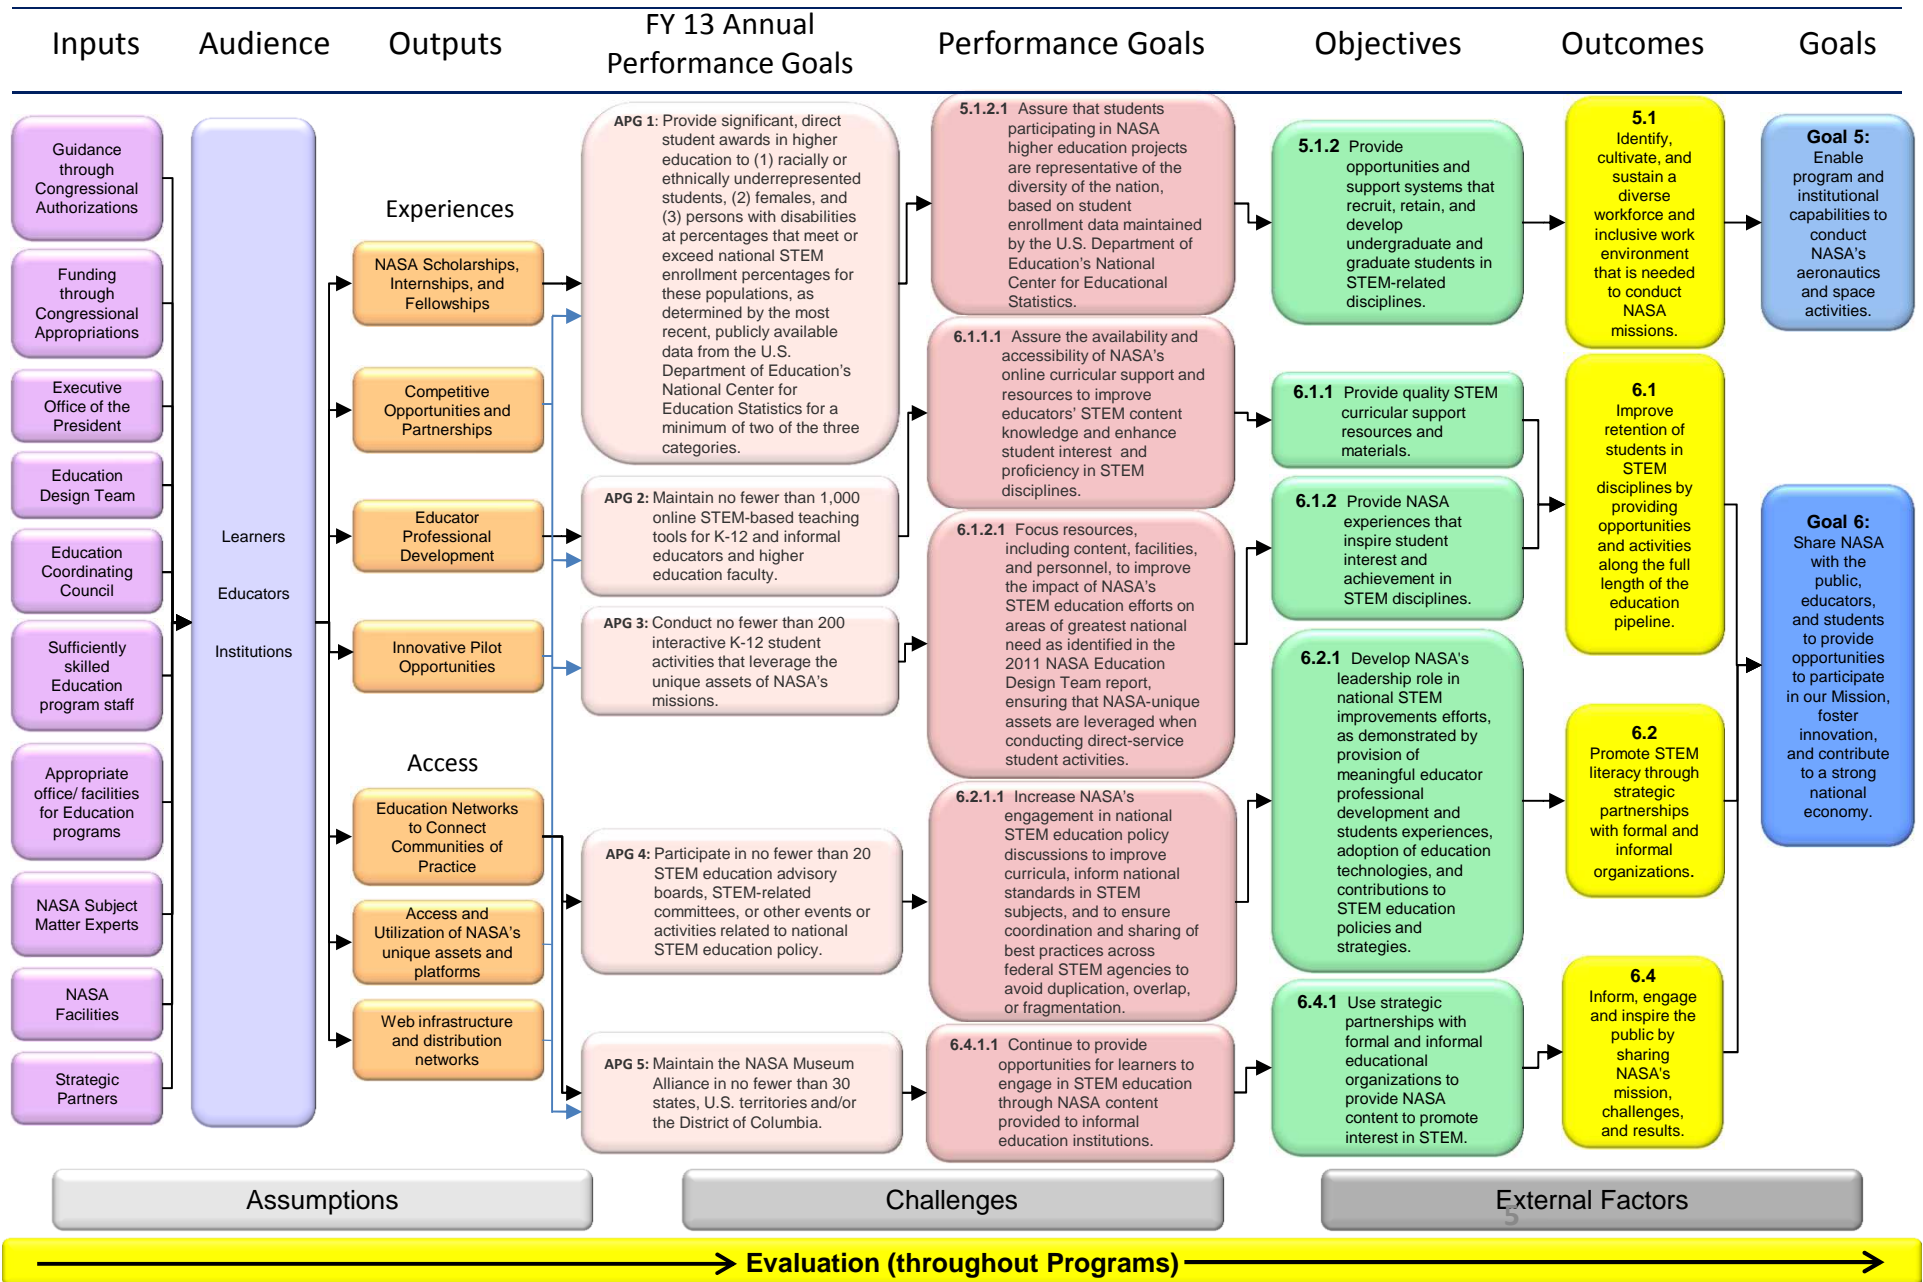 Inputs
Audience
Outputs
FY 13 Annual
Performance Goals
Performance Goals
Objectives
Outcomes
Goals
Guidance
through
Congressional
Authorizations
Funding
through
Congressional
Appropriations
Executive
Office of the
President
Education
Design Team
Education
Coordinating
Council
Sufficiently
skilled
Education
program staff
Appropriate
office/ facilities
for Education
programs
NASA Subject
Matter Experts
NASA
Facilities
Strategic
Partners
Learners
Educators
Institutions
Experiences
NASA Scholarships,
Internships, and
Fellowships
Competitive
Opportunities and
Partnerships
Educator
Professional
Development
Innovative Pilot
Opportunities
Access
Education Networks
to Connect
Communities of
Practice
Access and
Utilization of NASA's
unique assets and
platforms
Web infrastructure
and distribution
networks
APG 1: Provide significant, direct
student awards in higher
education to (1) racially or
ethnically underrepresented
students, (2) females, and
(3) persons with disabilities
at percentages that meet or
exceed national STEM
enrollment percentages for
these populations, as
determined by the most
recent, publicly available
data from the U.S.
Department of Education's
National Center for
Education Statistics for a
minimum of two of the three
categories.
APG 2: Maintain no fewer than 1,000
online STEM-based teaching
tools for K-12 and informal
educators and higher
education faculty.
APG 3: Conduct no fewer than 200
interactive K-12 student
activities that leverage the
unique assets of NASA's
missions.
APG 4: Participate in no fewer than 20
STEM education advisory
boards, STEM-related
committees, or other events or
activities related to national
STEM education policy.
APG 5: Maintain the NASA Museum
Alliance in no fewer than 30
states, U.S. territories and/or
the District of Columbia.
5.1.2.1 Assure that students
participating in NASA
higher education projects
are representative of the
diversity of the nation,
based on student
enrollment data maintained
by the U.S. Department of
Education's National
Center for Educational
Statistics.
6.1.1.1 Assure the availability and
accessibility of NASA's
online curricular support and
resources to improve
educators' STEM content
knowledge and enhance
student interest and
proficiency in STEM
disciplines.
6.1.2.1 Focus resources,
including content, facilities,
and personnel, to improve
the impact of NASA's
STEM education efforts on
areas of greatest national
need as identified in the
2011 NASA Education
Design Team report,
ensuring that NASA-unique
assets are leveraged when
conducting direct-service
student activities.
6.2.1.1 Increase NASA's
engagement in national
STEM education policy
discussions to improve
curricula, inform national
standards in STEM
subjects, and to ensure
coordination and sharing of
best practices across
federal STEM agencies to
avoid duplication, overlap,
or fragmentation.
6.4.1.1 Continue to provide
opportunities for learners to
engage in STEM education
through NASA content
provided to informal
education institutions.
5.1.2 Provide
opportunities and
support systems that
recruit, retain, and
develop
undergraduate and
graduate students in
STEM-related
disciplines.
6.1.1 Provide quality STEM
curricular support
resources and
materials.
6.1.2 Provide NASA
experiences that
inspire student
interest and
achievement in
STEM disciplines.
6.2.1 Develop NASA's
leadership role in
national STEM
improvements efforts,
as demonstrated by
provision of
meaningful educator
professional
development and
students experiences,
adoption of education
technologies, and
contributions to
STEM education
policies and
strategies.
6.4.1 Use strategic
partnerships with
formal and informal
educational
organizations to
provide NASA
content to promote
interest in STEM.
5.1
Identify,
cultivate, and
sustain a
diverse
workforce and
inclusive work
environment
that is needed
to conduct
NASA
missions.
6.1
Improve
retention of
students in
STEM
disciplines by
providing
opportunities
and activities
along the full
length of the
education
pipeline.
6.2
Promote STEM
literacy through
strategic
partnerships
with formal and
informal
organizations.
6.4
Inform, engage
and inspire the
public by
sharing
NASA's
mission,
challenges,
and results.
Goal 5:
Enable
program and
institutional
capabilities to
conduct
NASA's
aeronautics
and space
activities.
Goal 6:
Share NASA
with the
public,
educators,
and students
to provide
opportunities
to participate
in our Mission,
foster
innovation,
and contribute
to a strong
national
economy.
Assumptions
Challenges
External Factors
5
Evaluation (throughout Programs)